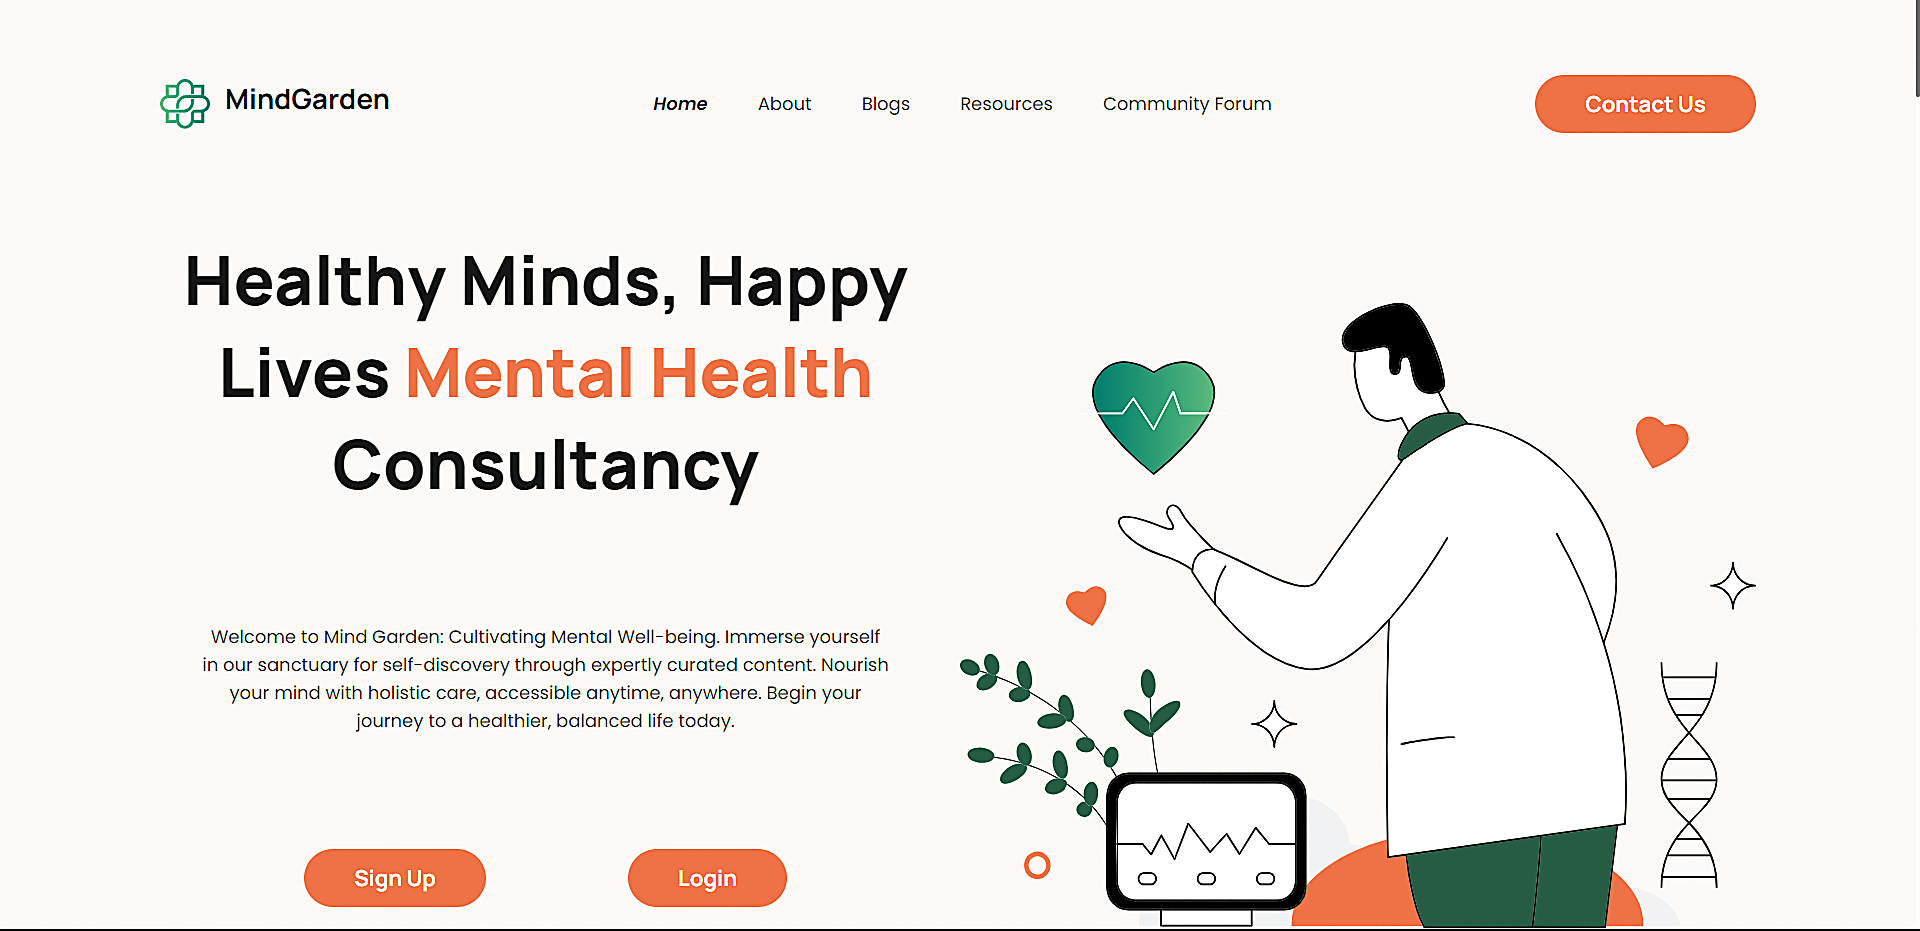 MindGarden
Home About Blogs Resources Community Forum
Contact Us
Healthy Minds, Happy
Lives Mental Health
Consultancy
Welcome to Mind Garden: Cultivating Mental Well-being. Immerse yourself
in our sanctuary for self-discovery through expertly curated content. Nourish
your mind with holistic care, accessible anytime, anywhere. Begin your
journey to a healthier, balanced life today.
Sign Up
Login